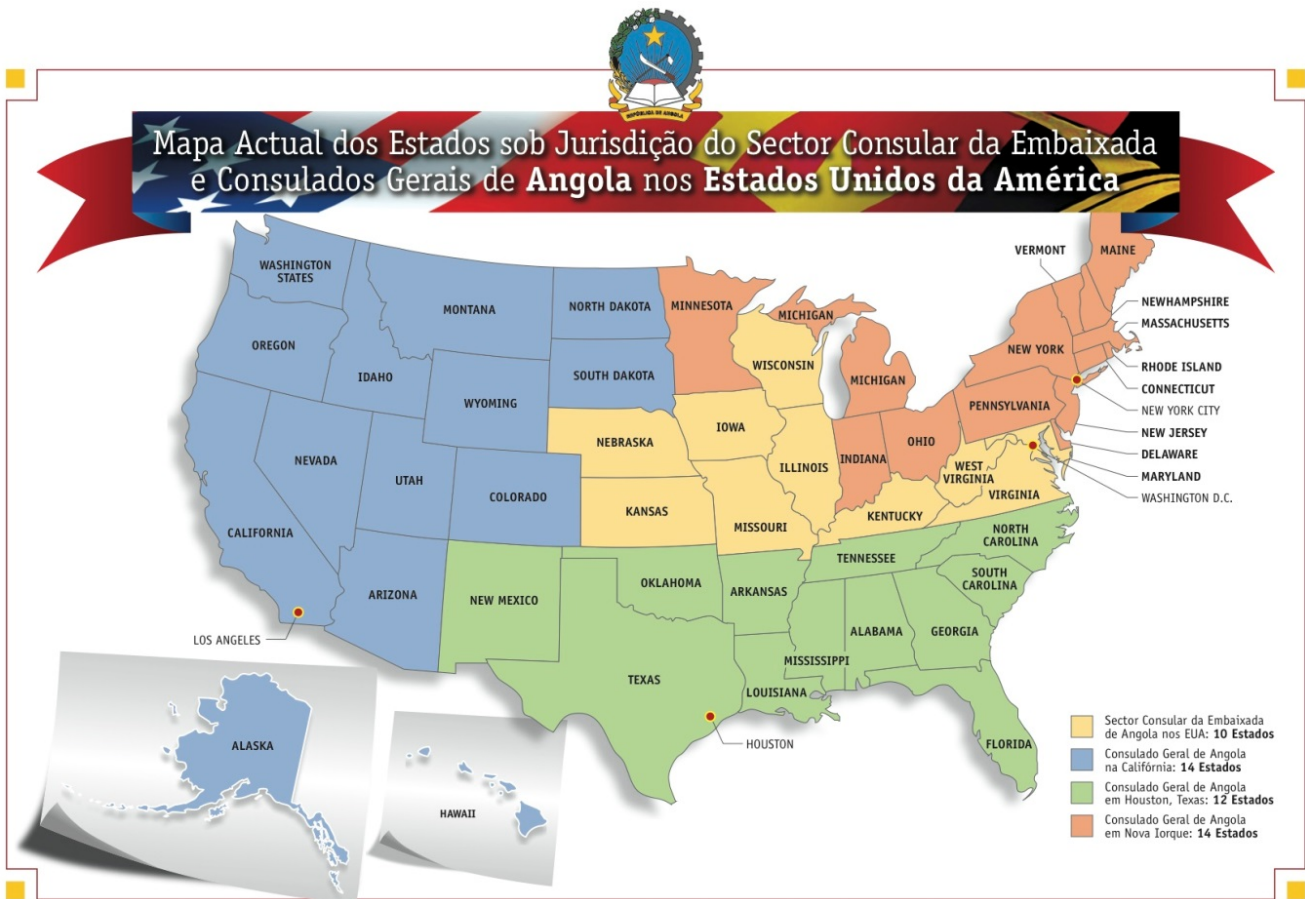 REPÚBLICA DE ANGOLA
Mapa Actual dos Estados sob Jurisdição do Sector Consular da Embaixada
e Consulados Gerais de Angola nos Estados Unidos da América
WASHINGTON
STATES
MONTANA
NORTH DAKOTA
MINNESOTA
MICHIGAN
VERMONT
MAINE
NEWHAMPSHIRE
MASSACHUSETTS
OREGON
IDAHO
WYOMING
SOUTH DAKOTA
WISCONSIN
MICHIGAN
NEW YORK
RHODE ISLAND
CONNECTICUT
NEW YORK CITY
NEVADA
UTAH
COLORADO
NEBRASKA
IOWA
ILLINOIS
INDIANA
OHIO
PENNSYLVANIA
NEW JERSEY
DELAWARE
MARYLAND
WASHINGTON D.C.
CALIFORNIA
KANSAS
MISSOURI
KENTUCKY
WEST
VIRGINIA
VIRGINIA
ARIZONA
NEW MEXICO
OKLAHOMA
ARKANSAS
TENNESSEE
NORTH
CAROLINA
SOUTH
CAROLINA
LOS ANGELES
TEXAS
LOUISIANA
MISSISSIPPI
ALABAMA
GEORGIA
FLORIDA
HOUSTON
ALASKA
HAWAII
Sector Consular da Embaixada
de Angola nos EUA: 10 Estados
Consulado Geral de Angola
na Califórnia: 14 Estados
Consulado Geral de Angola
em Houston, Texas: 12 Estados
Consulado Geral de Angola
em Nova Iorque: 14 Estados